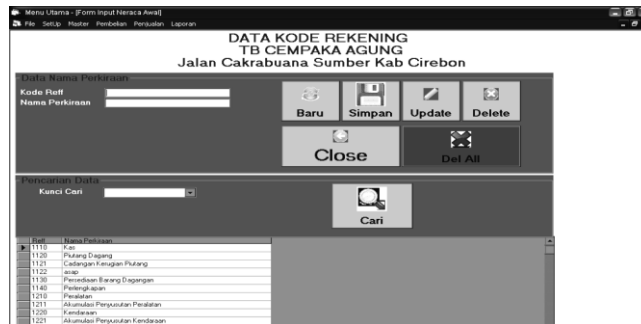 Menu Utama - [Form Input Neraca Awal]
File SetUp Master Pembelian Penjualan Laporan
DATA KODE REKENING
TB CEMPAKA AGUNG
Jalan Cakrabuana Sumber Kab Cirebon
Data Nama Perkiraan
Kode Reff
Nama Perkiraan
Baru Simpan Update Delete
Close Del All
Pencarian Data
Kunci Cari
Cari
Reff Nama Perkiraan
1110 Kas
1120 Piutang Dagang
1121 Cadangan Kerugian Piutang
1122 asap
1130 Persediaan Barang Dagangan
1140 Perlengkapan
1210 Peralatan
1211 Akumulasi Penyusutan Peralatan
1220 Kendaraan
1221 Akumulasi Penyusutan Kendaraan